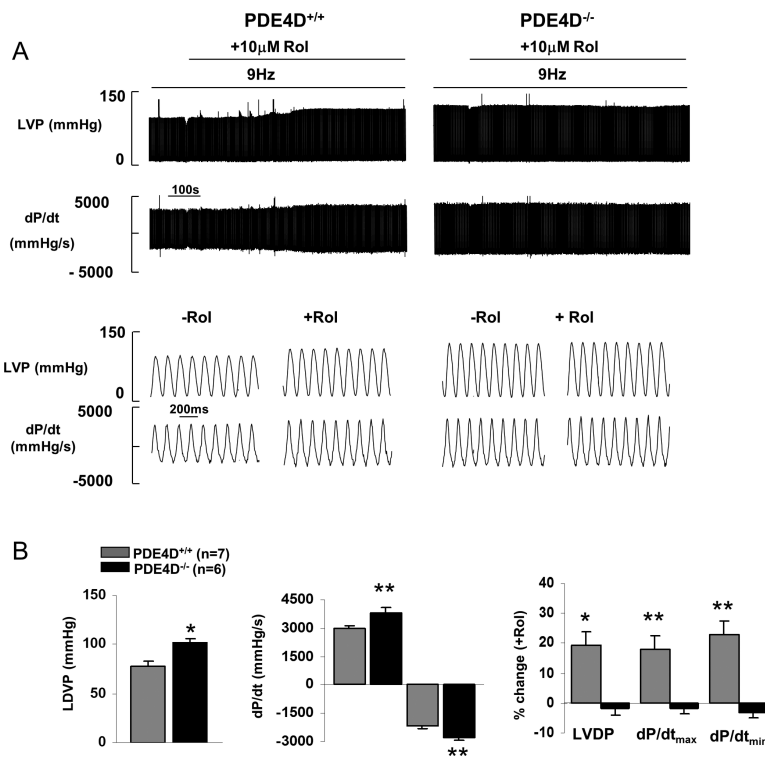 PDE4D+/+ PDE4D-/-
+10µM Rol +10µM Rol
A
9Hz 9Hz
150
LVP (mmHg)
0
5000 100s
dP/dt
(mmHg/s)
- 5000
-Rol +Rol -Rol + Rol
150
LVP (mmHg)
0
5000 200ms
dP/dt
(mmHg/s)
-5000
B
PDE4D+/+ (n=7)
PDE4D-/- (n=6)
LDVP (mmHg)
150
100
50
0
*
dP/dt (mmHg/s)
4500
3000
1500
0
-1500
-3000
**
**
% change (+Rol)
40
30
20
10
0
-10
* ** **
LVDP dP/dtmax dP/dtmin